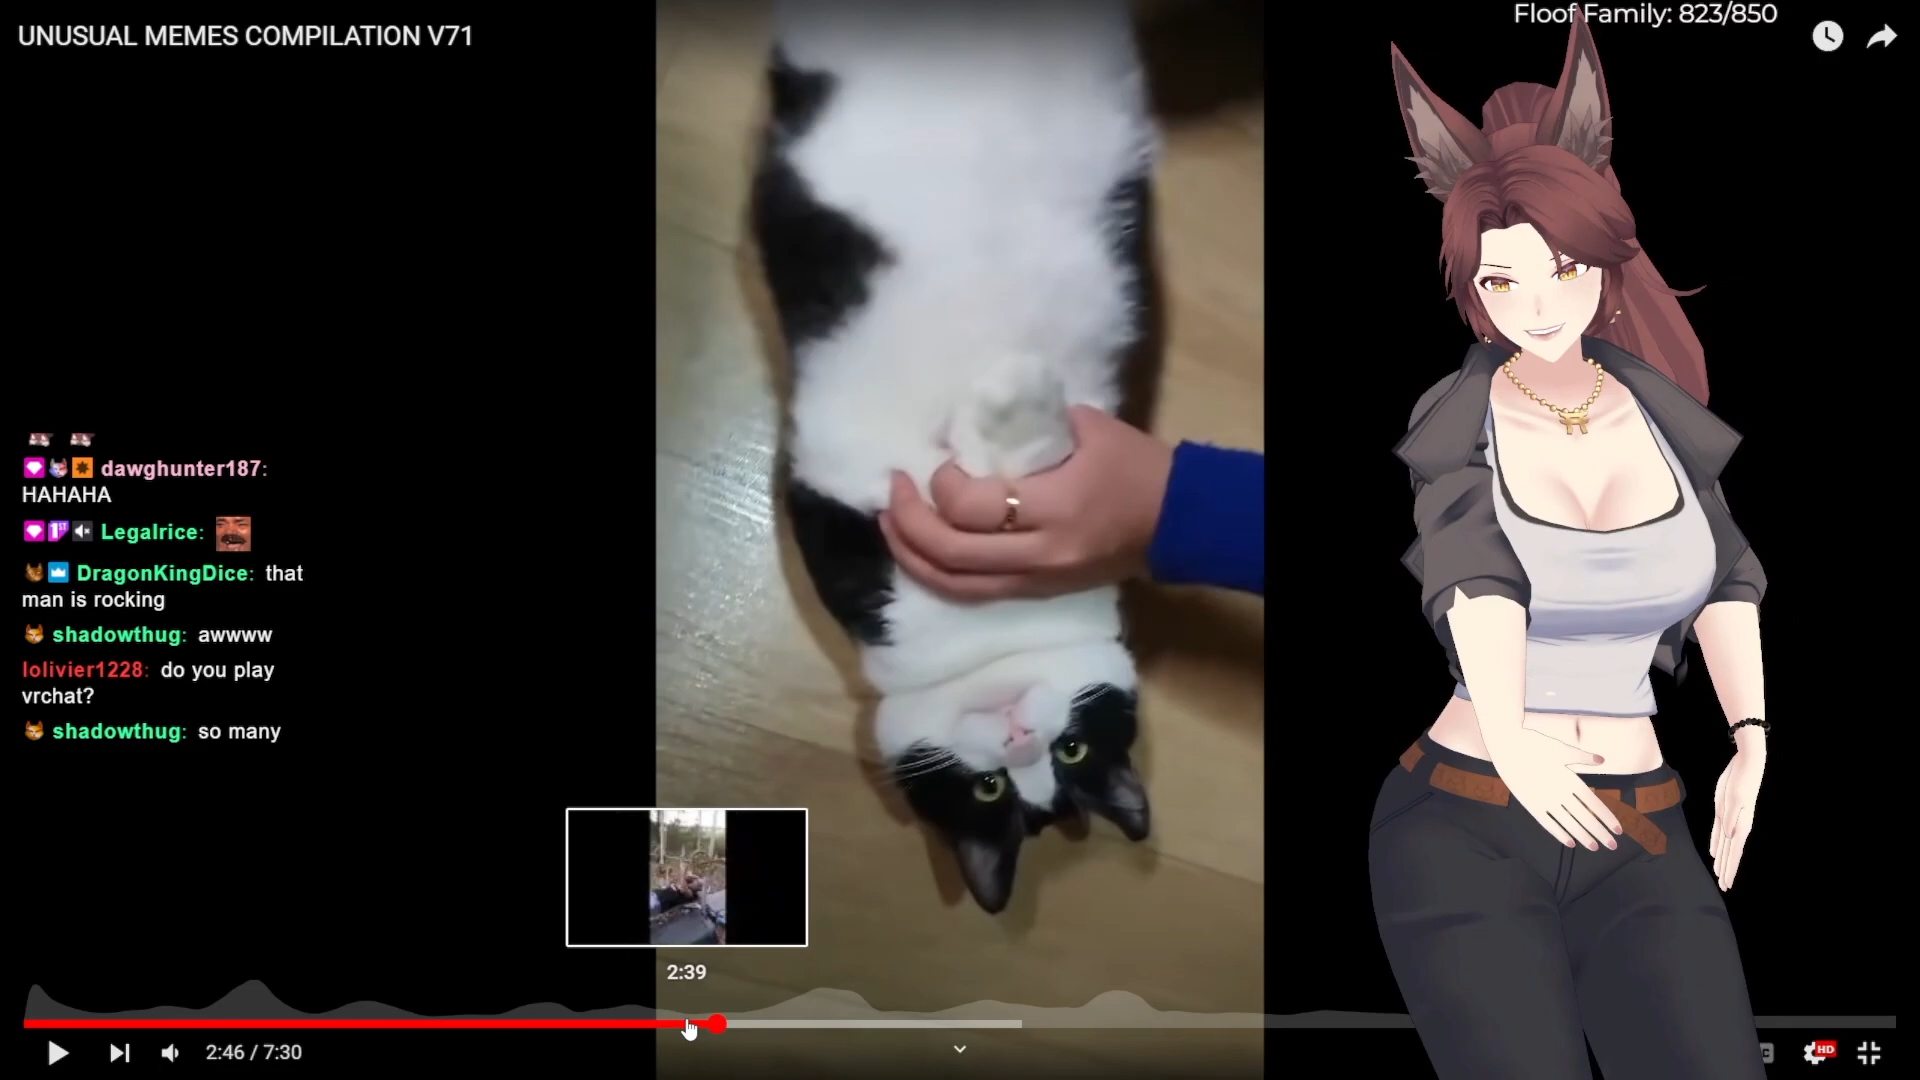 UNUSUAL MEMES COMPILATION V71
Floof Family: 823/850
dawghunter187:
HAHAHA
1ST Legalrice:
DragonKingDice: that
man is rocking
shadowthug: awwww
lolivier1228: do you play
vrchat?
shadowthug: so many
2:39
2:46 / 7:30
HD